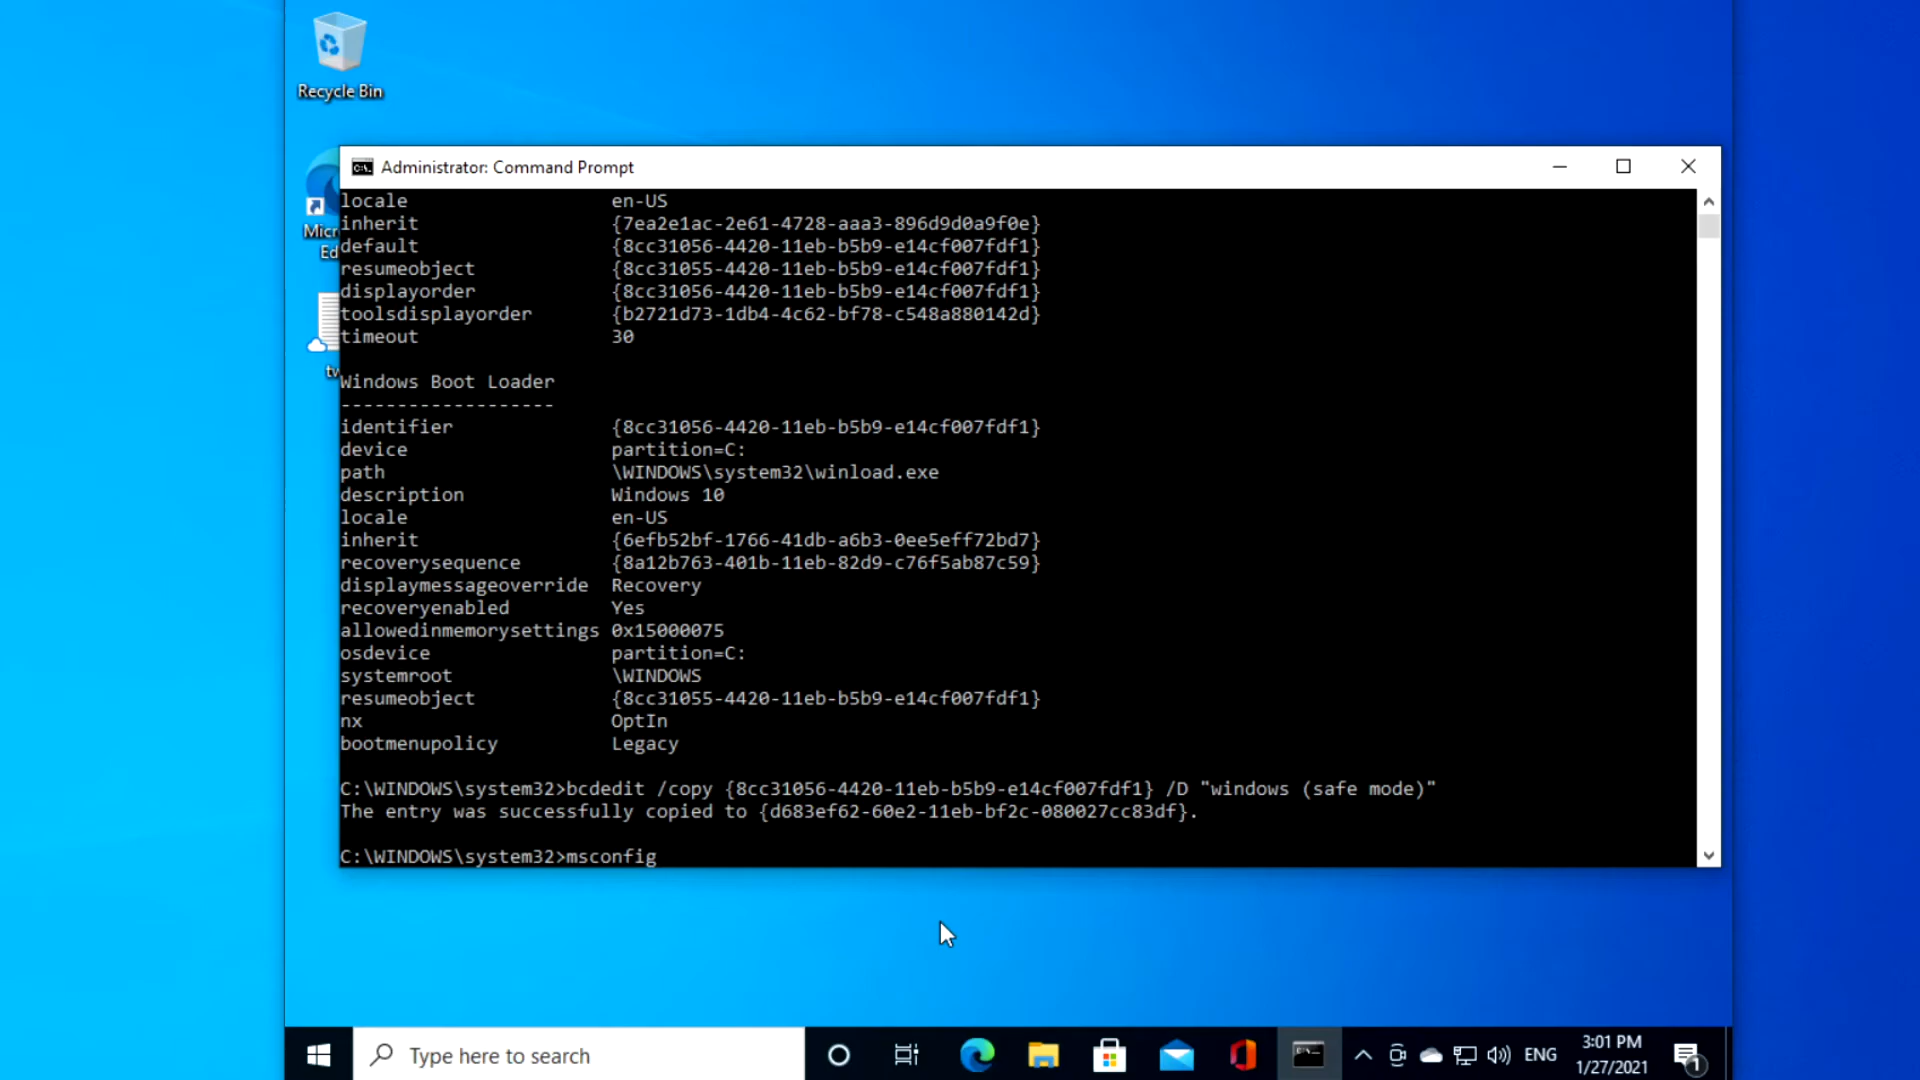 Recycle Bin
Micr
Ed
tw
Administrator: Command Prompt
locale en-US
inherit {7ea2e1ac-2e61-4728-aaa3-896d9d0a9f0e}
default {8cc31056-4420-11eb-b5b9-e14cf007fdf1}
resumeobject {8cc31055-4420-11eb-b5b9-e14cf007fdf1}
displayorder {8cc31056-4420-11eb-b5b9-e14cf007fdf1}
toolsdisplayorder {b2721d73-1db4-4c62-bf78-c548a880142d}
timeout 30
Windows Boot Loader
-------------------
identifier {8cc31056-4420-11eb-b5b9-e14cf007fdf1}
device partition=C:
path \WINDOWS\system32\winload.exe
description Windows 10
locale en-US
inherit {6efb52bf-1766-41db-a6b3-0ee5eff72bd7}
recoverysequence {8a12b763-401b-11eb-82d9-c76f5ab87c59}
displaymessageoverride Recovery
recoveryenabled Yes
allowedinmemorysettings 0x15000075
osdevice partition=C:
systemroot \WINDOWS
resumeobject {8cc31055-4420-11eb-b5b9-e14cf007fdf1}
nx OptIn
bootmenupolicy Legacy
C:\WINDOWS\system32>bcdedit /copy {8cc31056-4420-11eb-b5b9-e14cf007fdf1} /D "windows (safe mode)"
The entry was successfully copied to {d683ef62-60e2-11eb-bf2c-080027cc83df}.
C:\WINDOWS\system32>msconfig
Type here to search
ENG
3:01 PM
1/27/2021
1